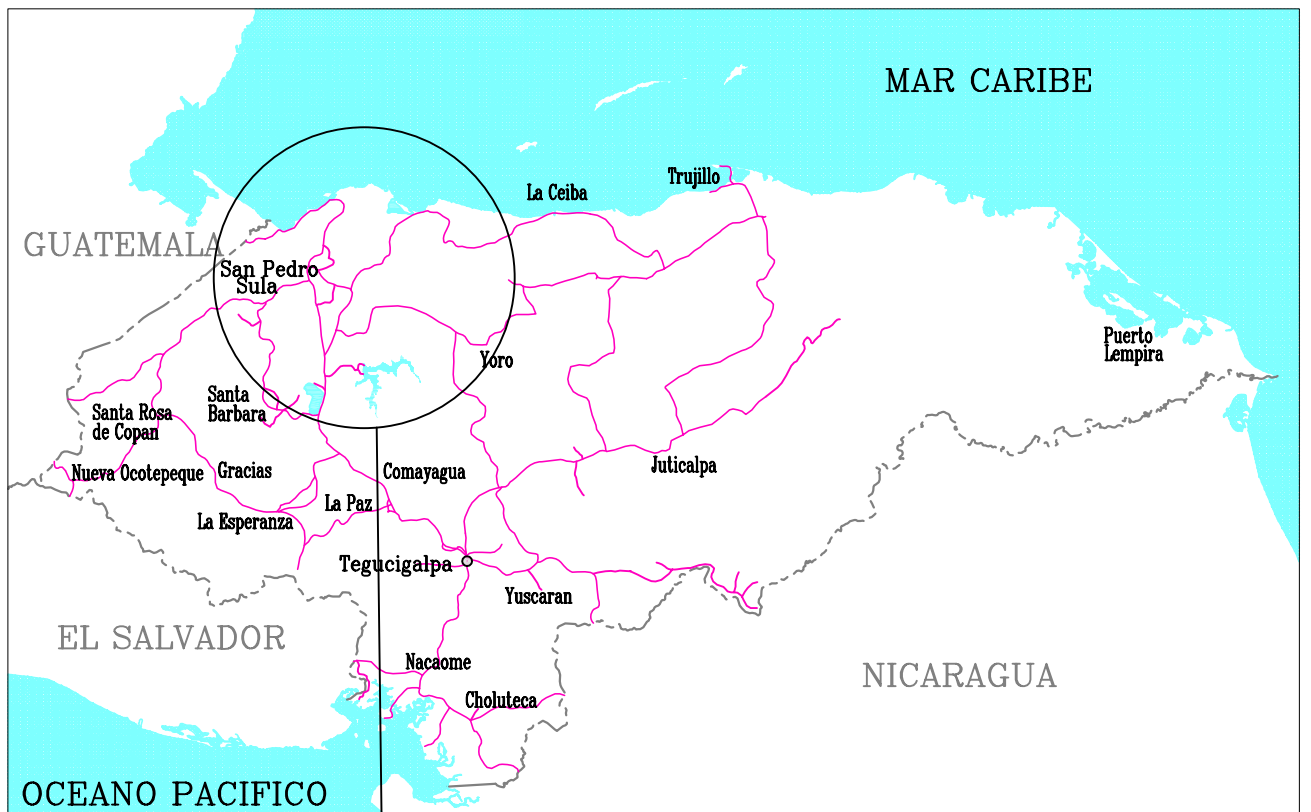 MAR CARIBE
Trujillo
La Ceiba
GUATEMALA
San Pedro
Sula
Puerto
Lempira
Yoro
Santa
Barbara
Santa Rosa
de Copan
Nueva Ocotepeque
Gracias
Comayagua
Juticalpa
La Paz
La Esperanza
Tegucigalpa
Yuscaran
EL SALVADOR
Nacaome
NICARAGUA
Choluteca
OCEANO PACIFICO